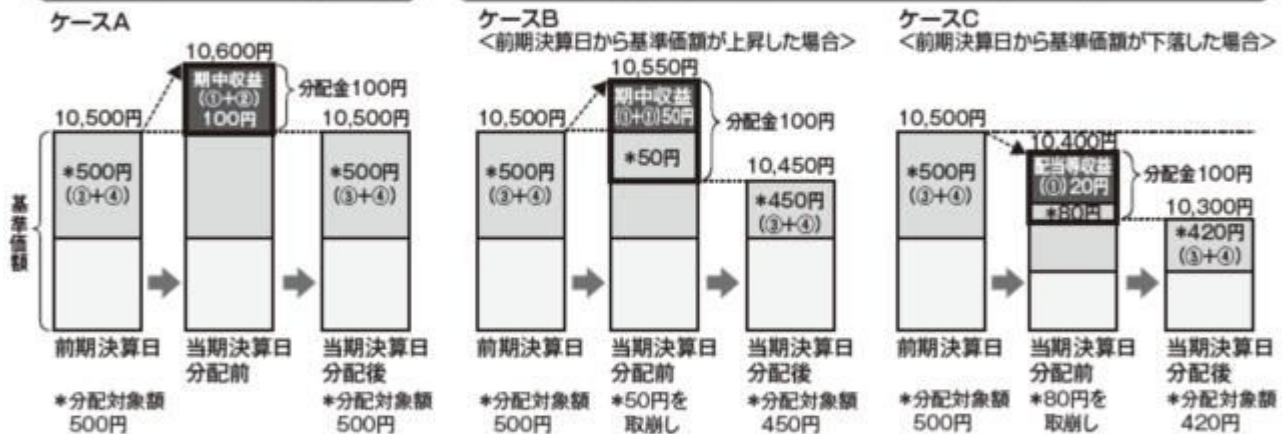 ケースA
10,600円
期中収益
(①+②)
100円
分配金100円
10,500円
10,500円
*500円
(③+④)
*500円
(③+④)
基準価額
前期決算日
当期決算日
分配前
当期決算日
分配後
*分配対象額
500円
*分配対象額
500円
ケースB
<前期決算日から基準価額が上昇した場合>
10,550円
期中収益
(①+②)50円
分配金100円
10,500円
*500円
(③+④)
*50円
10,450円
*450円
(③+④)
前期決算日
当期決算日
分配前
当期決算日
分配後
*分配対象額
500円
*50円を
取崩し
*分配対象額
450円
ケースC
<前期決算日から基準価額が下落した場合>
10,500円
10,400円
配当等収益
(①)20円
分配金100円
*500円
(③+④)
*80円
10,300円
*420円
(③+④)
前期決算日
当期決算日
分配前
当期決算日
分配後
*分配対象額
500円
*80円を
取崩し
*分配対象額
420円